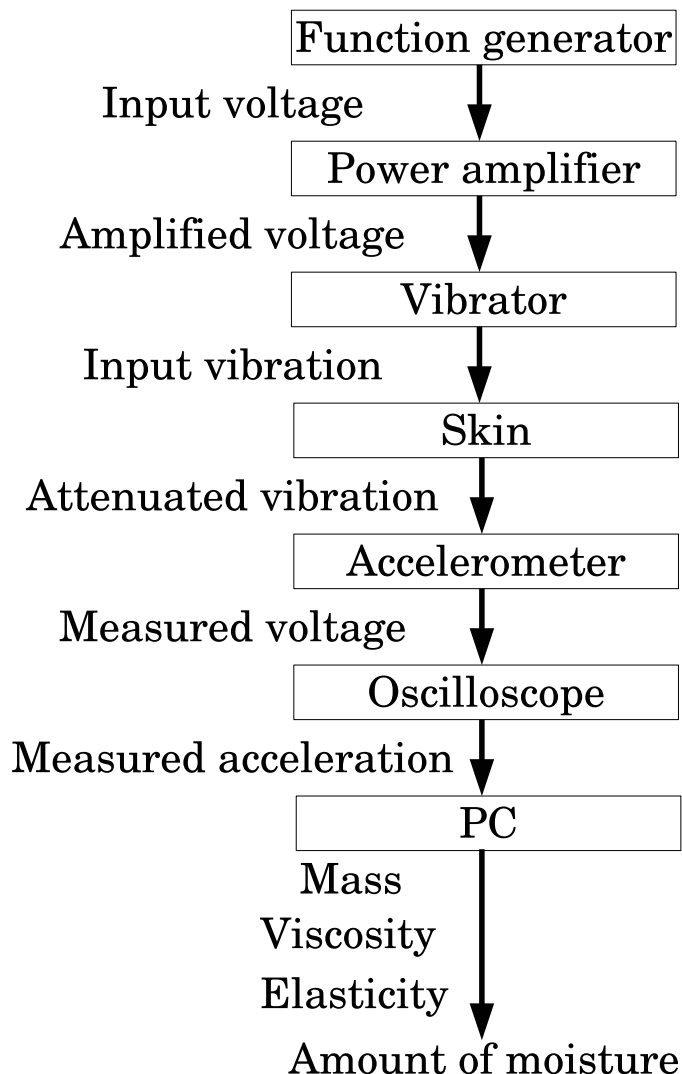 Function generator
Input voltage
Power amplifier
Amplified voltage
Vibrator
Input vibration
Skin
Attenuated vibration
Accelerometer
Measured voltage
Oscilloscope
Measured acceleration
PC
Mass
Viscosity
Elasticity
Amount of moisture